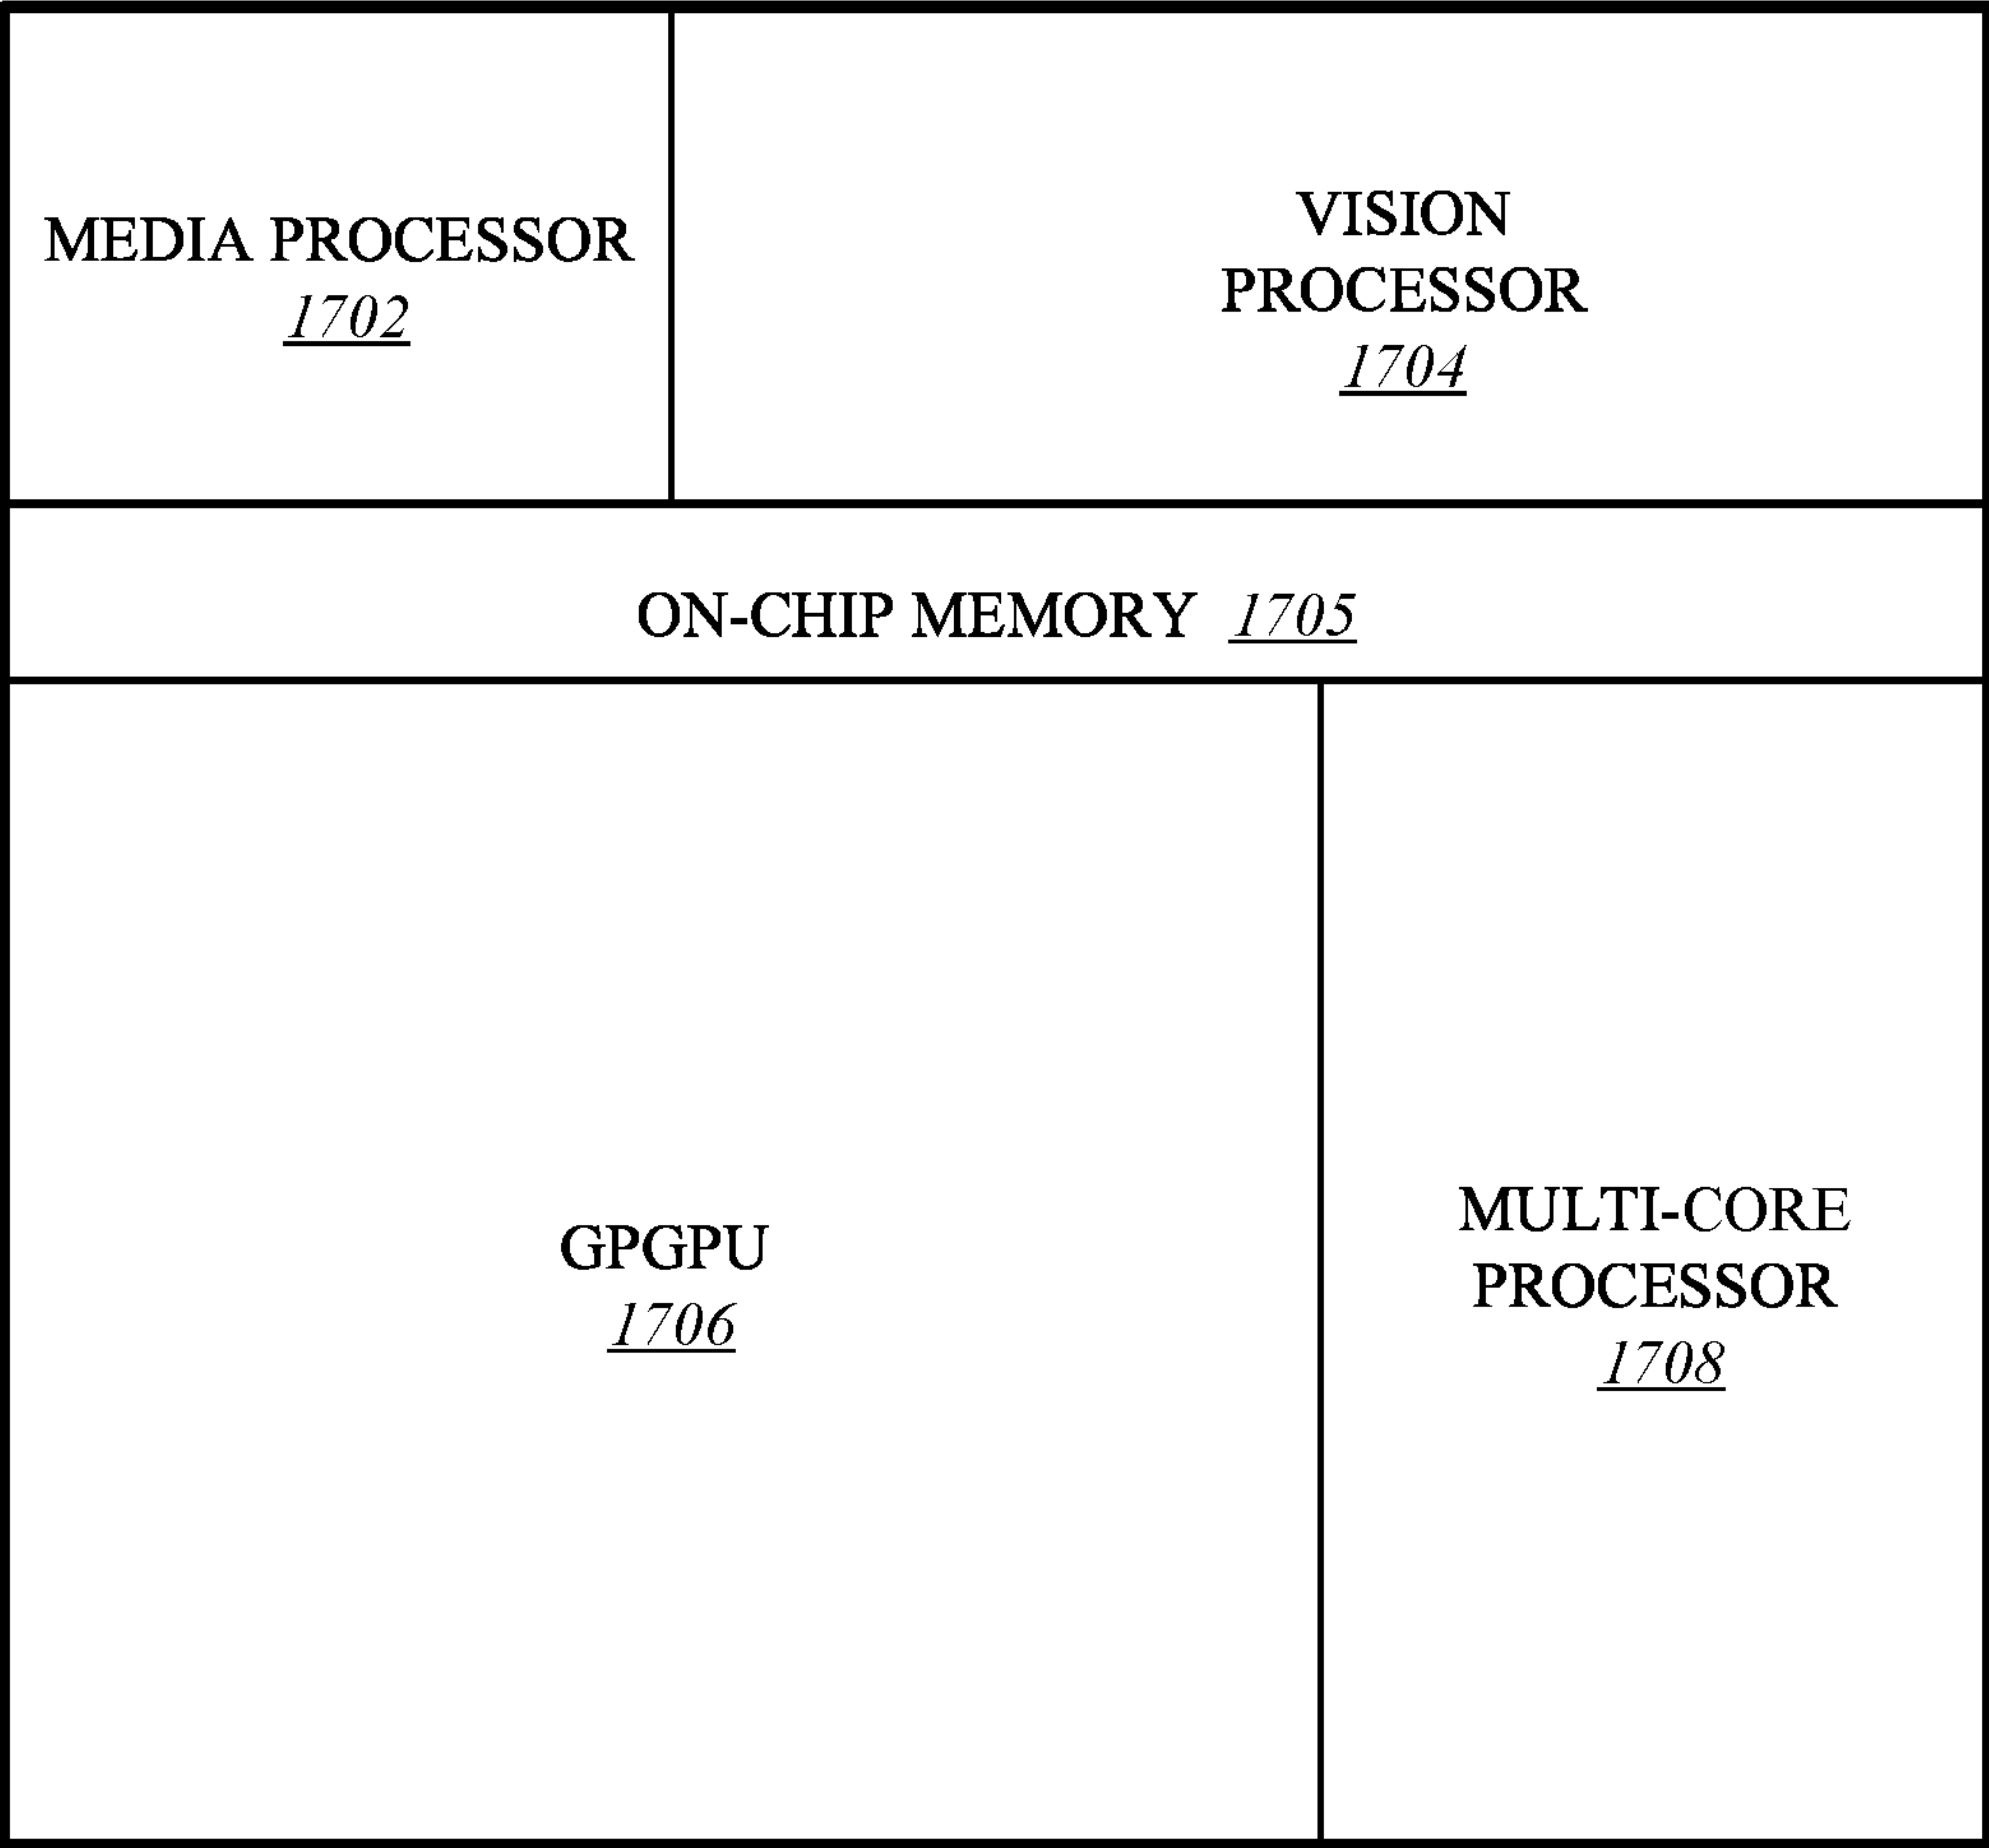 MEDIA PROCESSOR
1702
VISION
PROCESSOR
1704
ON-CHIP MEMORY 1705
GPGPU
1706
MULTI-CORE
PROCESSOR
1708